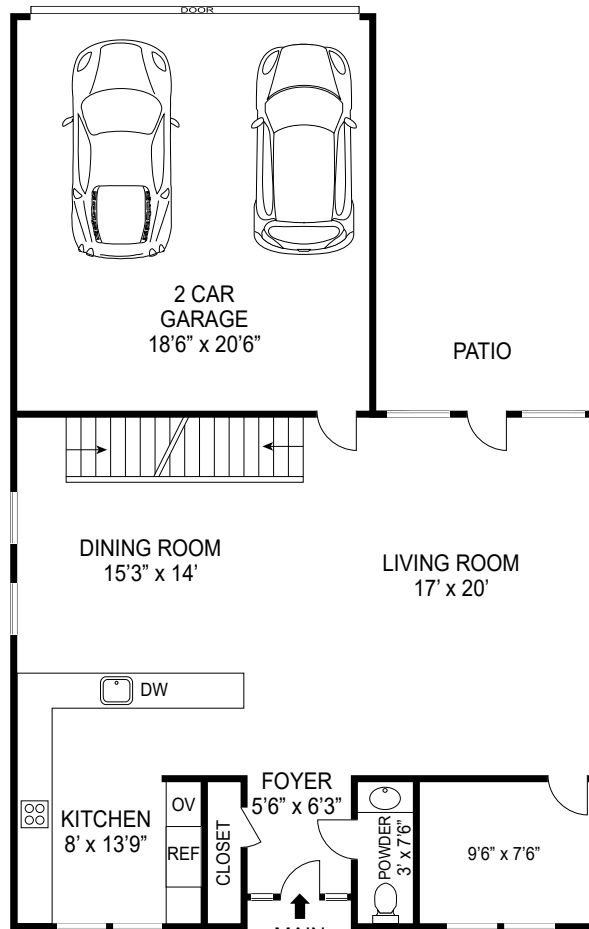 DOOR
2 CAR
GARAGE
18’6” x 20’6”
PATIO
DINING ROOM
15’3” x 14’
LIVING ROOM
17’ x 20’
DW
KITCHEN
8’ x 13’9”
OV
REF
CLOSET
FOYER
5’6” x 6’3”
POWDER
3’ x 7’6”
9’6” x 7’6”
MAIN